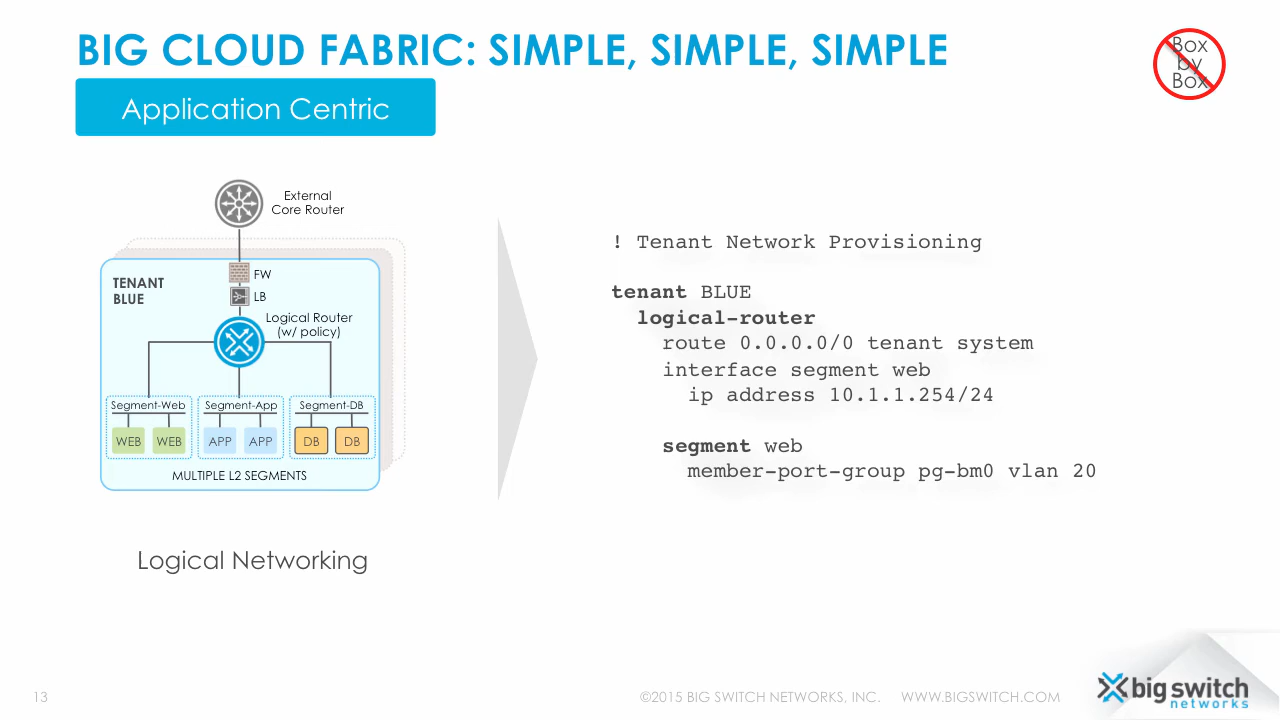 BIG CLOUD FABRIC: SIMPLE, SIMPLE, SIMPLE
Box
by
Box
Application Centric
External
Core Router
TENANT
BLUE
FW
LB
Logical Router
(w/ policy)
Segment-Web
Segment-App
Segment-DB
WEB
WEB
APP
APP
DB
DB
MULTIPLE L2 SEGMENTS
Logical Networking
! Tenant Network Provisioning
tenant BLUE
logical-router
route 0.0.0.0/0 tenant system
interface segment web
ip address 10.1.1.254/24
segment web
member-port-group pg-bm0 vlan 20
13
©2015 BIG SWITCH NETWORKS, INC. WWW.BIGSWITCH.COM
big switch
networks